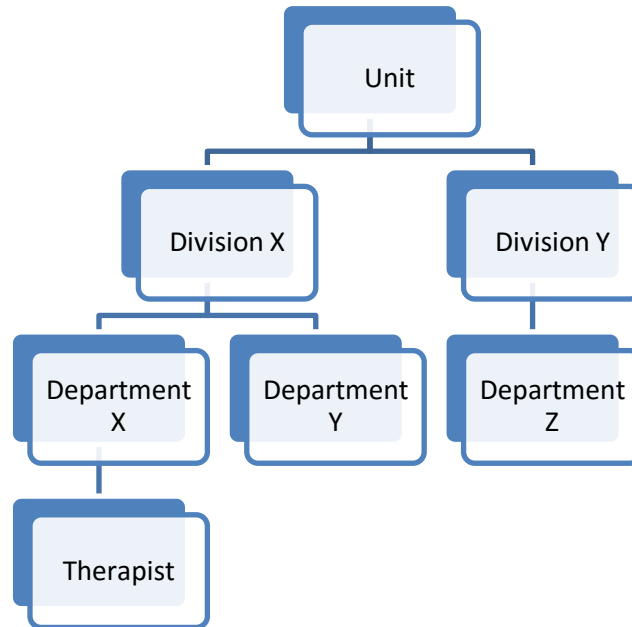 Unit
Division X
Division Y
Department
X
Department
Y
Department
Z
Therapist